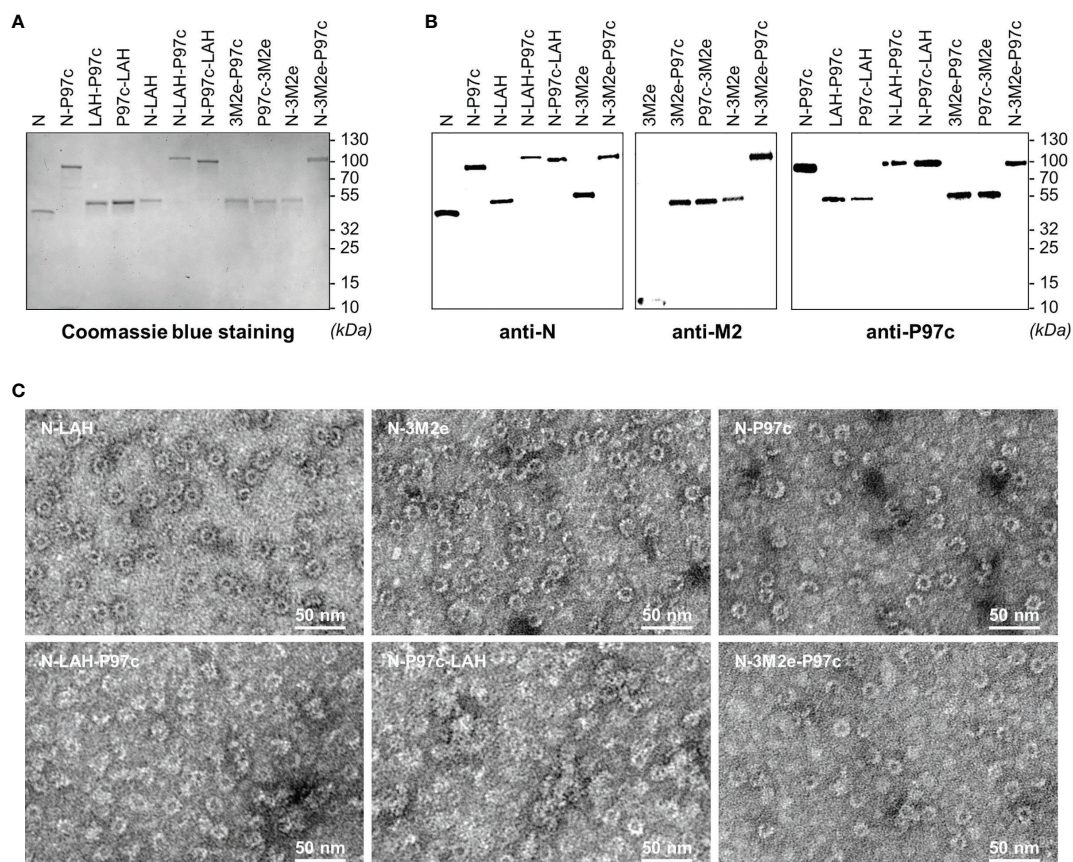 A
N
N-P97c
LAH-P97c
P97c-LAH
N-LAH
N-LAH-P97c
N-P97c-LAH
3M2e-P97c
P97c-3M2e
N-3M2e
N-3M2e-P97c
130
100
70
55
32
25
15
10
Coomassie blue staining (kDa)
B
N
N-P97c
N-LAH
N-LAH-P97c
N-P97c-LAH
N-3M2e
N-3M2e-P97c
anti-N
3M2e
3M2e-P97c
P97c-3M2e
N-3M2e
N-3M2e-P97c
anti-M2
N-P97c
LAH-P97c
P97c-LAH
N-LAH-P97c
N-P97c-LAH
3M2e-P97c
P97c-3M2e
N-3M2e-P97c
130
100
70
55
32
25
15
10
anti-P97c (kDa)
C
N-LAH
50 nm
N-3M2e
50 nm
N-P97c
50 nm
N-LAH-P97c
50 nm
N-P97c-LAH
50 nm
N-3M2e-P97c
50 nm